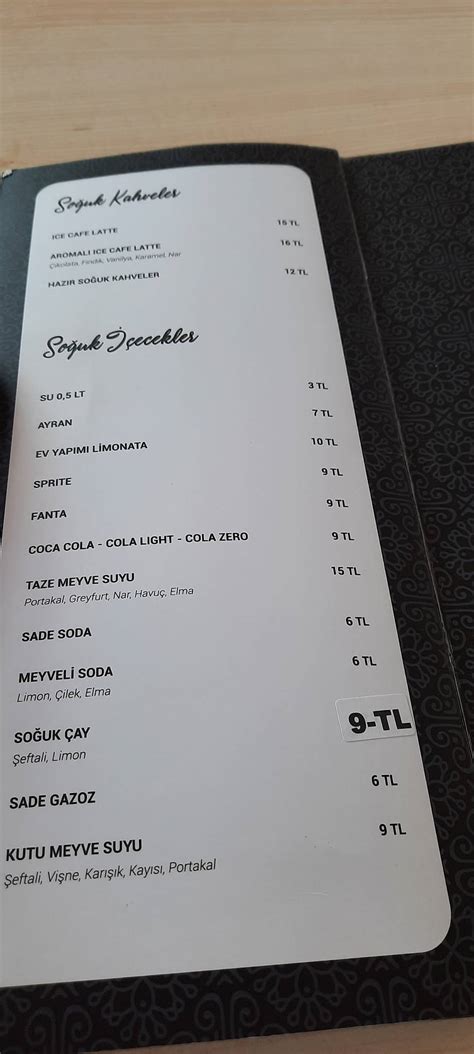 Soğuk Kahveler
ICE CAFE LATTE 15 TL
AROMALI ICE CAFE LATTE 16 TL
Çikolata, Fındık, Vanilya, Karamel, Nar
HAZIR SOĞUK KAHVELER 12 TL
Soğuk İçecekler
SU 0,5 LT 3 TL
AYRAN 7 TL
EV YAPIMI LİMONATA 10 TL
SPRITE 9 TL
FANTA 9 TL
COCA COLA - COLA LIGHT - COLA ZERO 9 TL
TAZE MEYVE SUYU 15 TL
Portakal, Greyfurt, Nar, Havuç, Elma
SADE SODA 6 TL
MEYVELİ SODA 6 TL
Limon, Çilek, Elma
SOĞUK ÇAY 9-TL
Şeftali, Limon
SADE GAZOZ 6 TL
KUTU MEYVE SUYU 9 TL
Şeftali, Vişne, Karışık, Kayısı, Portakal